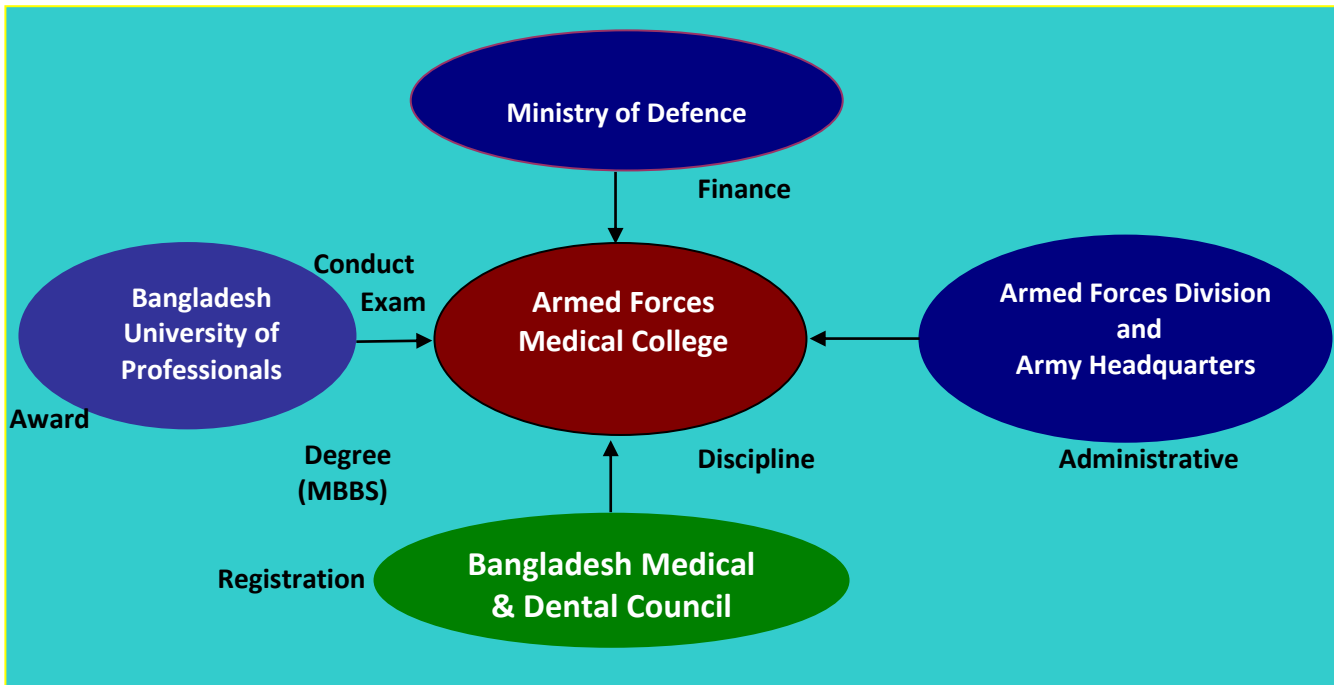 Ministry of Defence
Finance
Conduct
Exam
Bangladesh
University of
Professionals
Armed Forces
Medical College
Armed Forces Division
and
Army Headquarters
Award
Degree
(MBBS)
Discipline
Administrative
Registration
Bangladesh Medical
& Dental Council